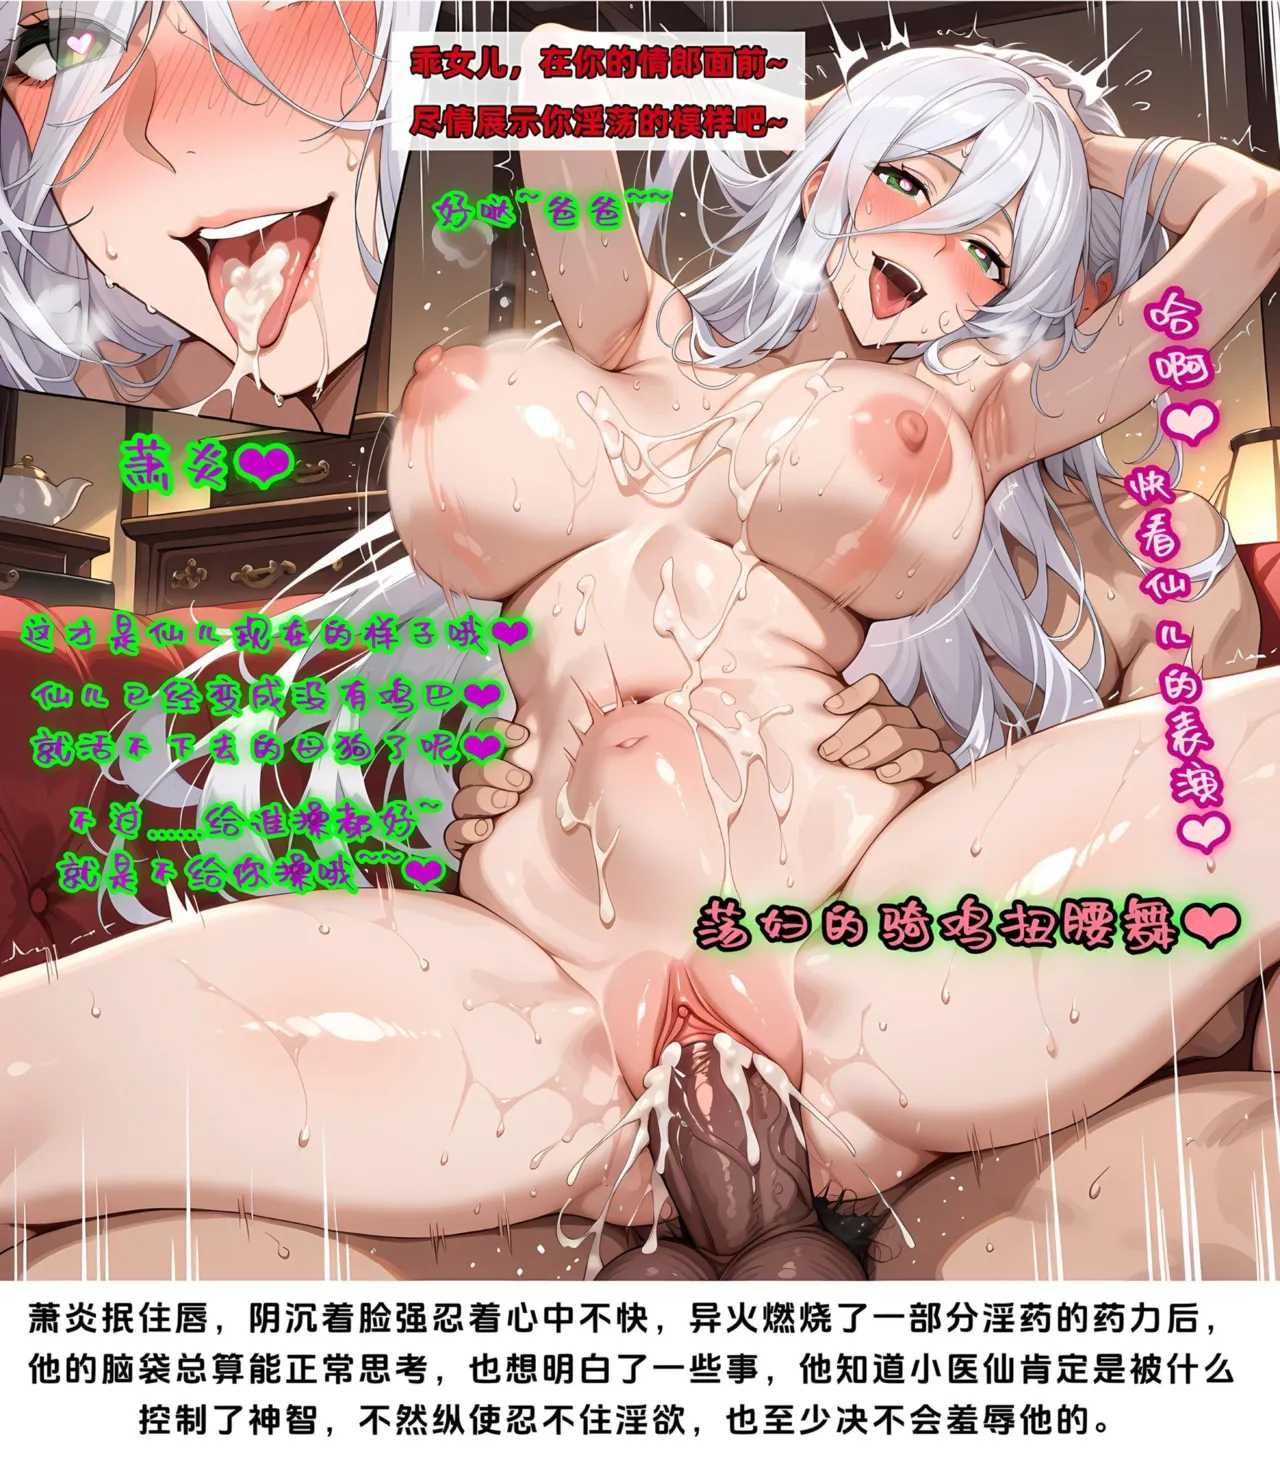 乖女儿，在你的情郎面前~
尽情展示你淫荡的模样吧~
好哒~爸爸~~
哈啊❤
快看仙儿的表演❤
萧炎❤
这才是仙儿现在的样子哦❤
仙儿已经变成没有鸡巴❤
就活不下去的母狗了呢❤
不过……给谁操都好~
就是不给你操哦~~❤
荡妇的骑鸡扭腰舞❤
萧炎抿住唇，阴沉着脸强忍着心中不快，异火燃烧了一部分淫药的药力后，
他的脑袋总算能正常思考，也想明白了一些事，他知道小医仙肯定是被什么
控制了神智，不然纵使忍不住淫欲，也至少决不会羞辱他的。